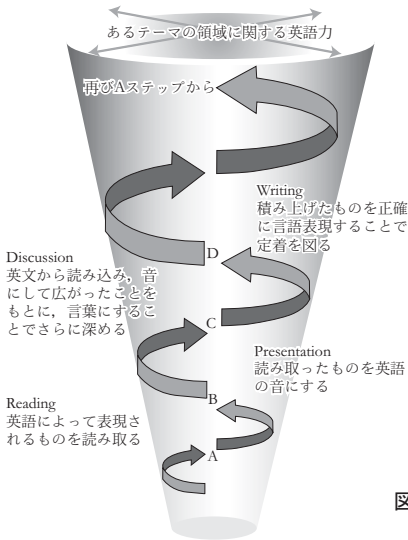 あるテーマの領域に関する英語力
再びAステップから
Writing
積み上げたものを正確
に言語表現することで
定着を図る
D
Discussion
英文から読み込み，音
にして広がったことを
もとに，言葉にするこ
とでさらに深める
C
Presentation
読み取ったものを英語
の音にする
B
Reading
英語によって表現さ
れるものを読み取る
A
図